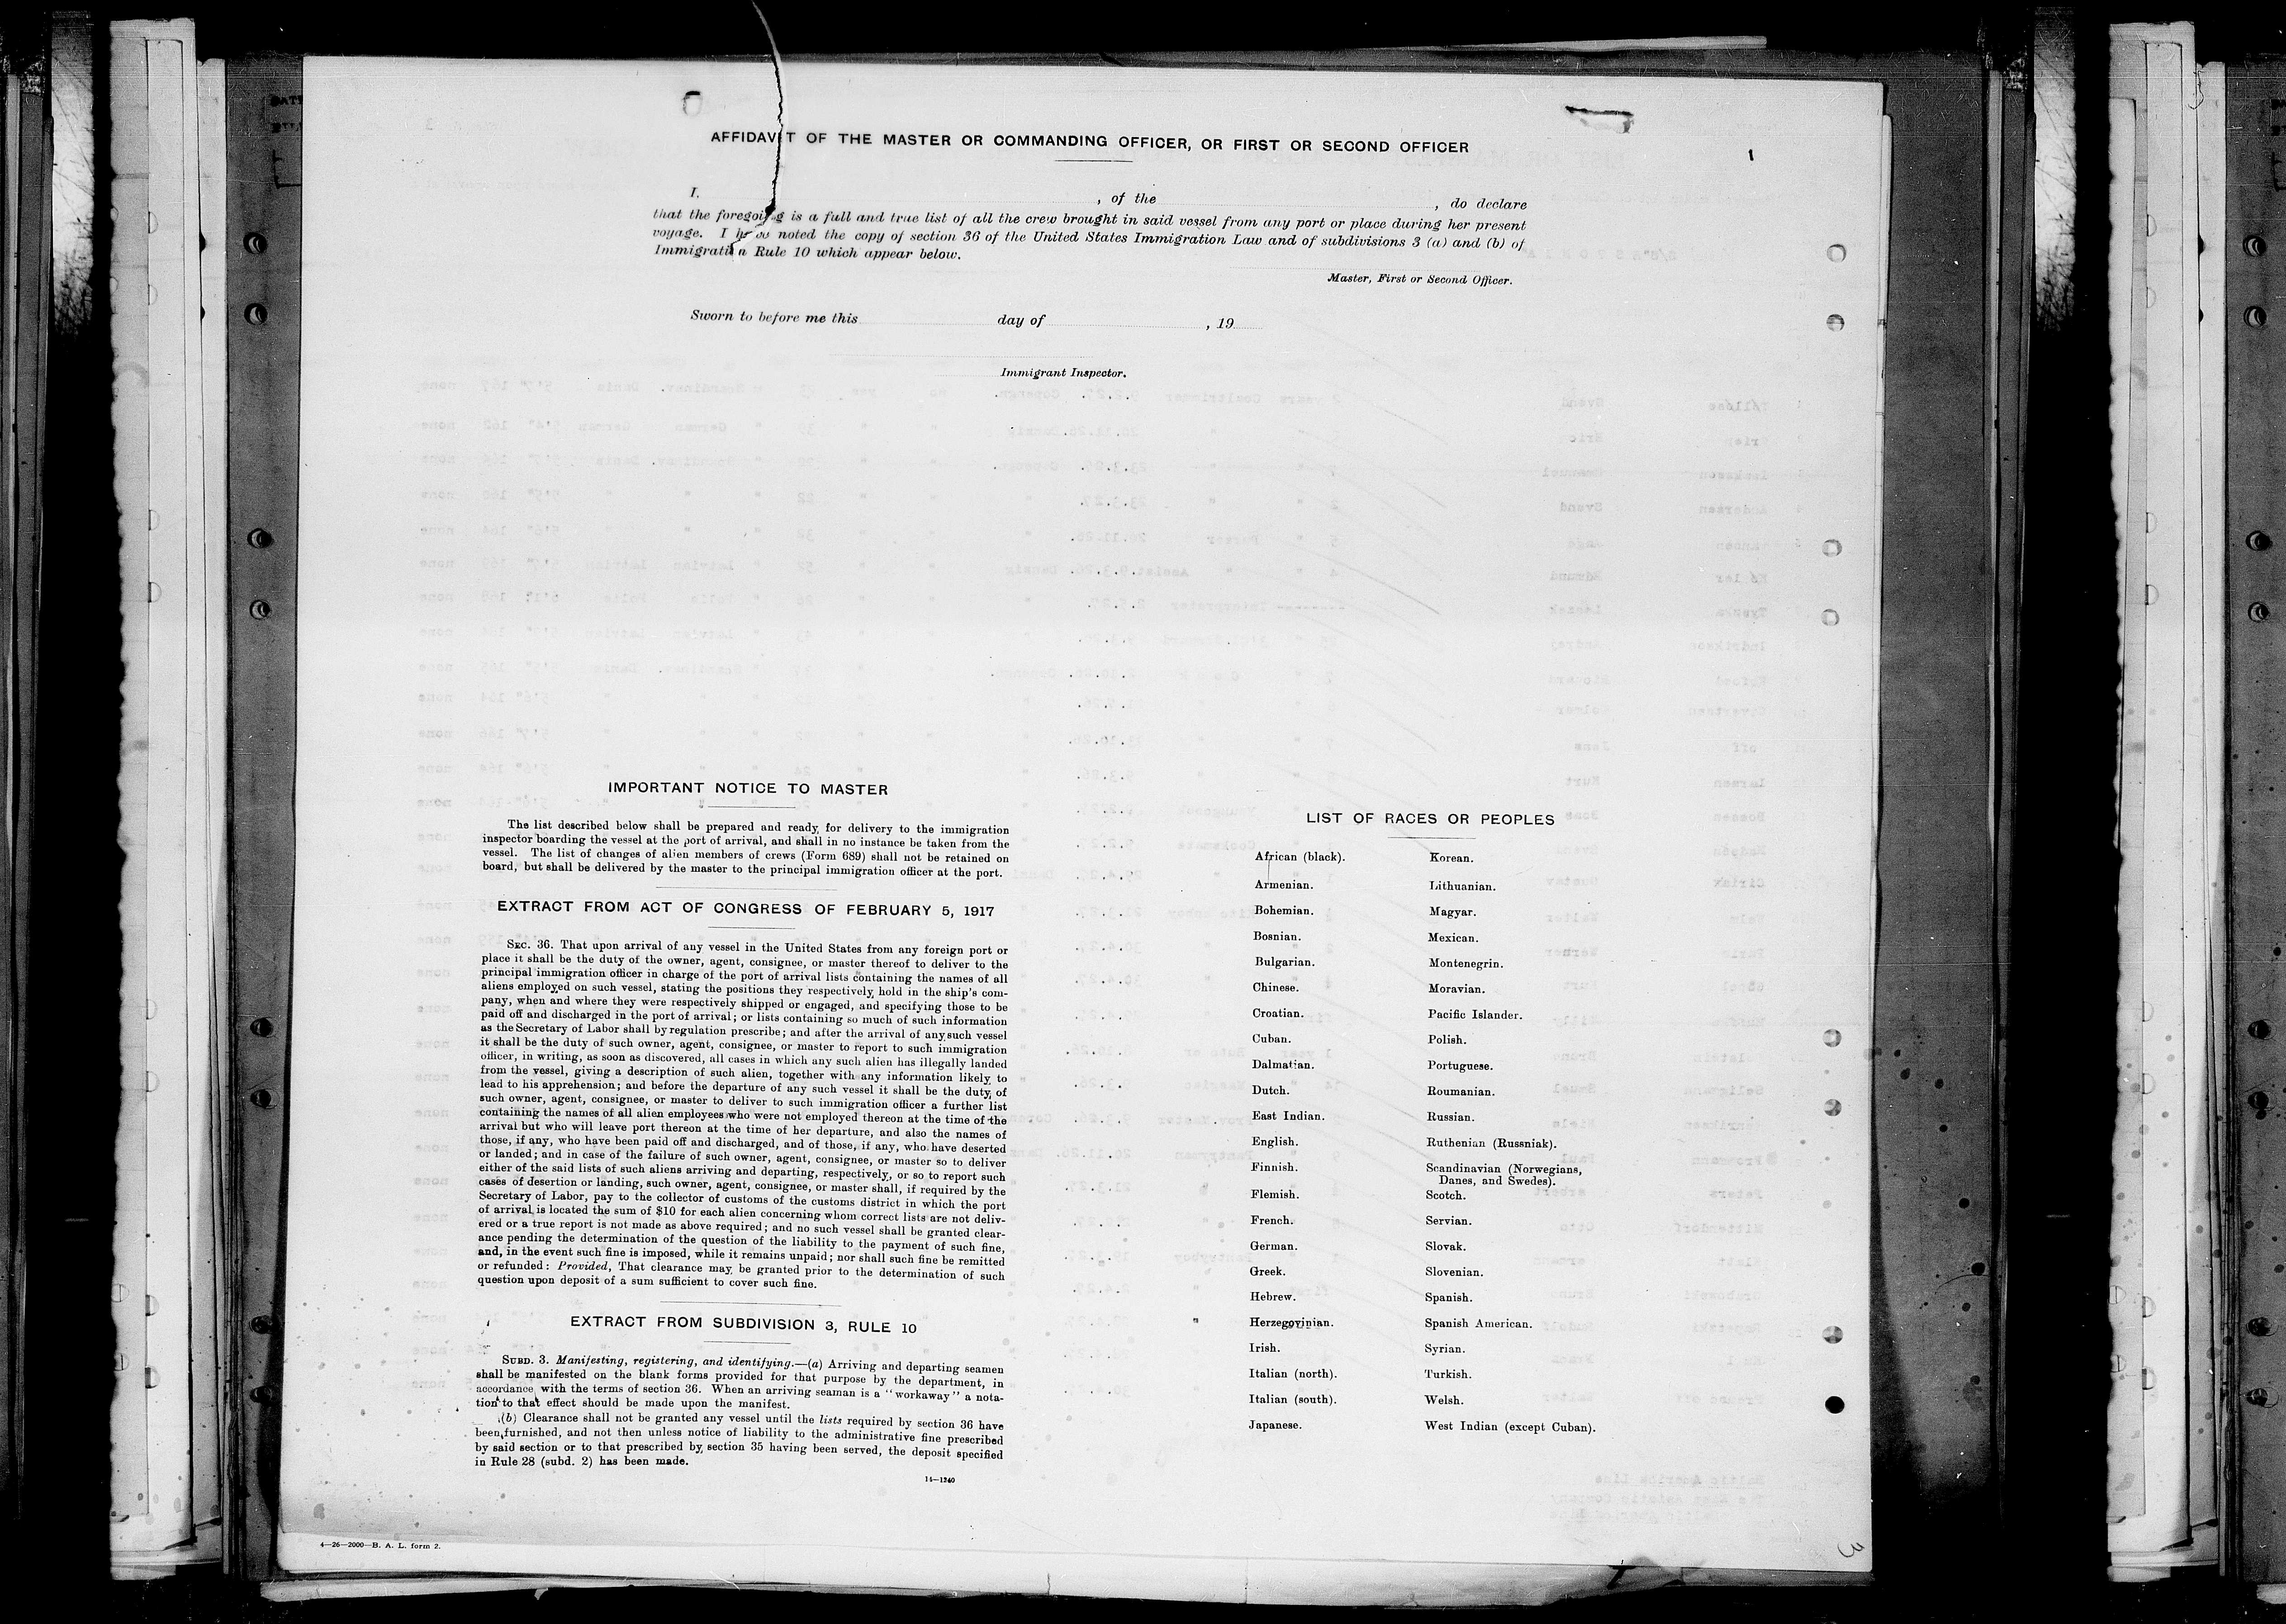 AFFIDAVIT OF THE MASTER OR COMMANDING OFFICER, OR FIRST OR SECOND OFFICER
I, , of the , do declare
that the foregoing is a full and true list of all the crew brought in said vessel from any port or place during her present
voyage. I have noted the copy of section 36 of the United States Immigration Law and of subdivisions 3 (a) and (b) of
Immigration Rule 10 which appear below.
Master, First or Second Officer.
Sworn to before me this day of , 19
Immigrant Inspector.
IMPORTANT NOTICE TO MASTER
The list described below shall be prepared and ready for delivery to the immigration
inspector boarding the vessel at the port of arrival, and shall in no instance be taken from the
vessel. The list of changes of alien members of crews (Form 689) shall not be retained on
board, but shall be delivered by the master to the principal immigration officer at the port.
EXTRACT FROM ACT OF CONGRESS OF FEBRUARY 5, 1917
SEC. 36. That upon arrival of any vessel in the United States from any foreign port or
place it shall be the duty of the owner, agent, consignee, or master thereof to deliver to the
principal immigration officer in charge of the port of arrival lists containing the names of all
aliens employed on such vessel, stating the positions they respectively hold in the ship's com-
pany, when and where they were respectively shipped or engaged, and specifying those to be
paid off and discharged in the port of arrival; or lists containing so much of such information
as the Secretary of Labor shall by regulation prescribe; and after the arrival of any such vessel
it shall be the duty of such owner, agent, consignee, or master to report to such immigration
officer, in writing, as soon as discovered, all cases in which any such alien has illegally landed
from the vessel, giving a description of such alien, together with any information likely to
lead to his apprehension; and before the departure of any such vessel it shall be the duty of
such owner, agent, consignee, or master to deliver to such immigration officer a further list
containing the names of all alien employees who were not employed thereon at the time of the
arrival but who will leave port thereon at the time of her departure, and also the names of
those, if any, who have been paid off and discharged, and of those, if any, who have deserted
or landed; and in case of the failure of such owner, agent, consignee, or master so to deliver
either of the said lists of such aliens arriving and departing, respectively, or so to report such
cases of desertion or landing, such owner, agent, consignee, or master shall, if required by the
Secretary of Labor, pay to the collector of customs of the customs district in which the port
of arrival is located the sum of $10 for each alien concerning whom correct lists are not deliv-
ered or a true report is not made as above required; and no such vessel shall be granted clear-
ance pending the determination of the question of the liability to the payment of such fine,
and, in the event such fine is imposed, while it remains unpaid; nor shall such fine be remitted
or refunded: Provided, That clearance may be granted prior to the determination of such
question upon deposit of a sum sufficient to cover such fine.
EXTRACT FROM SUBDIVISION 3, RULE 10
SUBD. 3. Manifesting, registering, and identifying.—(a) Arriving and departing seamen
shall be manifested on the blank forms provided for that purpose by the department, in
accordance with the terms of section 36. When an arriving seaman is a "workaway" a nota-
tion to that effect should be made upon the manifest.
(b) Clearance shall not be granted any vessel until the lists required by section 36 have
been furnished, and not then unless notice of liability to the administrative fine prescribed
by said section or to that prescribed by section 35 having been served, the deposit specified
in Rule 28 (subd. 2) has been made.
14—1240
LIST OF RACES OR PEOPLES
African (black).
Armenian.
Bohemian.
Bosnian.
Bulgarian.
Chinese.
Croatian.
Cuban.
Dalmatian.
Dutch.
East Indian.
English.
Finnish.
Flemish.
French.
German.
Greek.
Hebrew.
Herzegovinian.
Irish.
Italian (north).
Italian (south).
Japanese.
Korean.
Lithuanian.
Magyar.
Mexican.
Montenegrin.
Moravian.
Pacific Islander.
Polish.
Portuguese.
Roumanian.
Russian.
Ruthenian (Russniak).
Scandinavian (Norwegians,
Danes, and Swedes).
Scotch.
Servian.
Slovak.
Slovenian.
Spanish.
Spanish American.
Syrian.
Turkish.
Welsh.
West Indian (except Cuban).
4—26—2000—B. A. L. form 2.
3